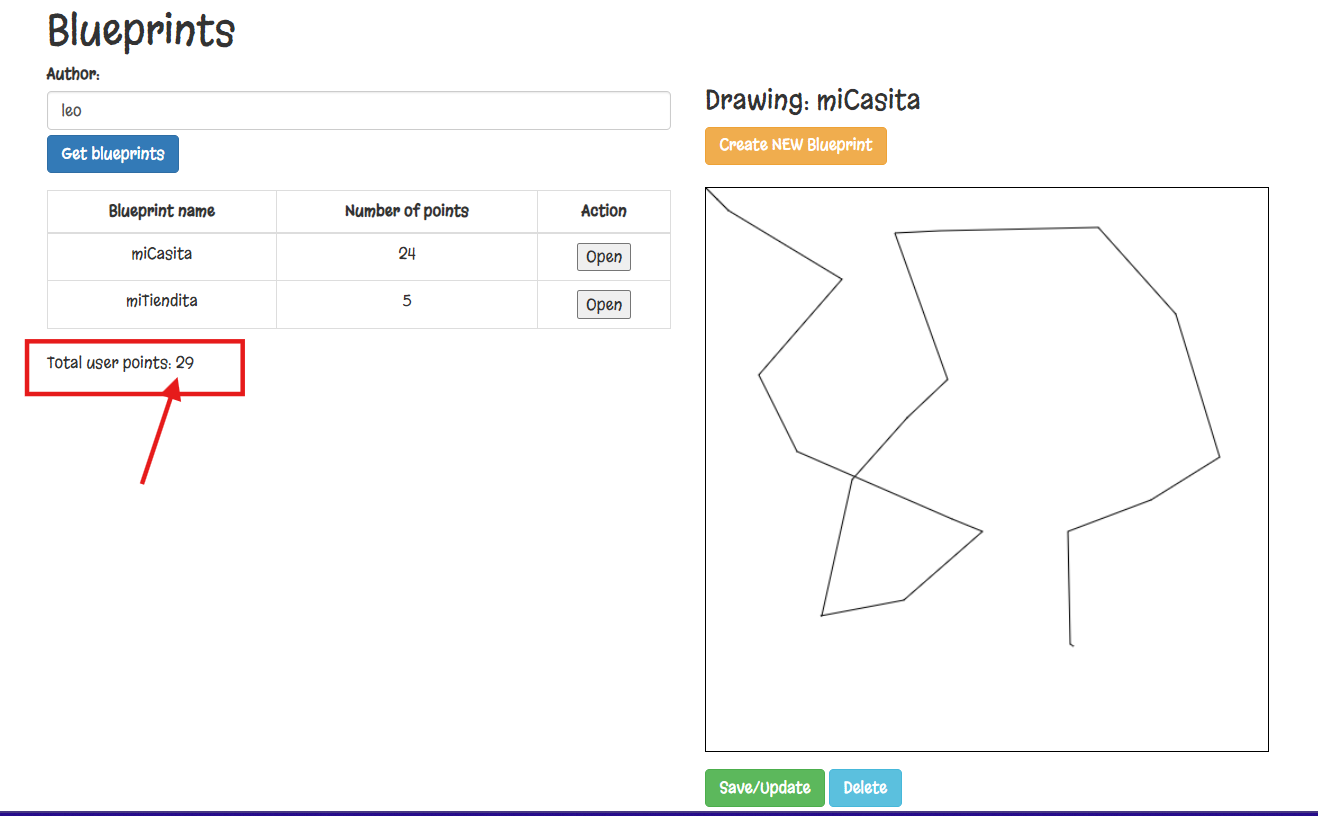 Blueprints
Author:
leo
Get blueprints
Blueprint name Number of points Action
miCasita 24 Open
miTiendita 5 Open
Total user points: 29
Drawing: miCasita
Create NEW Blueprint
Save/Update Delete